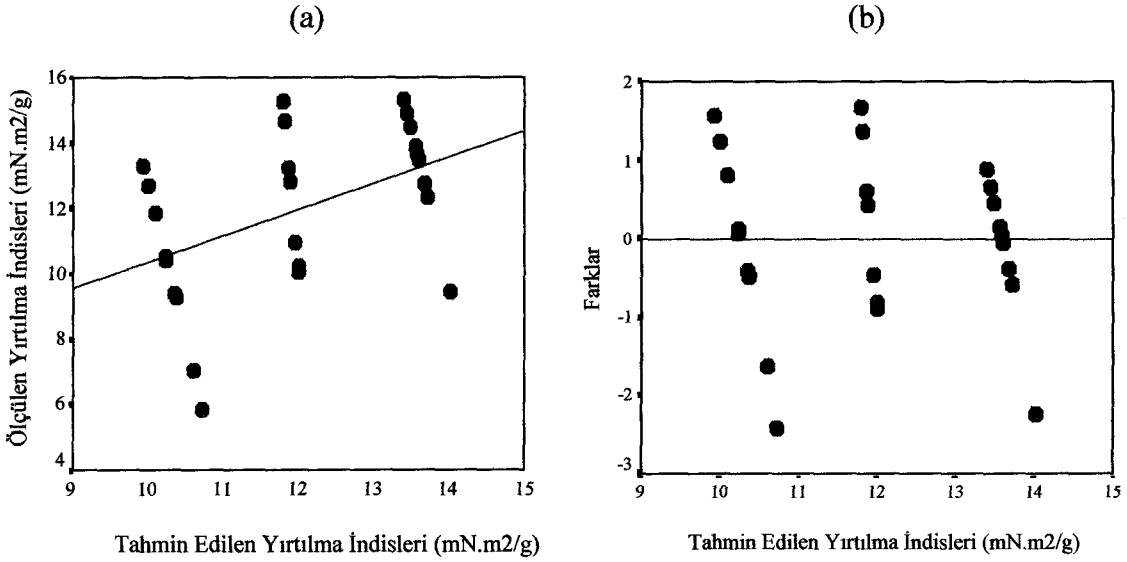 (a)
Ölçülen Yırtılma İndisleri (mN.m2/g)
16
14
12
10
8
6
4
9 10 11 12 13 14 15
Tahmin Edilen Yırtılma İndisleri (mN.m2/g)
(b)
Farklar
2
1
0
-1
-2
-3
9 10 11 12 13 14 15
Tahmin Edilen Yırtılma İndisleri (mN.m2/g)